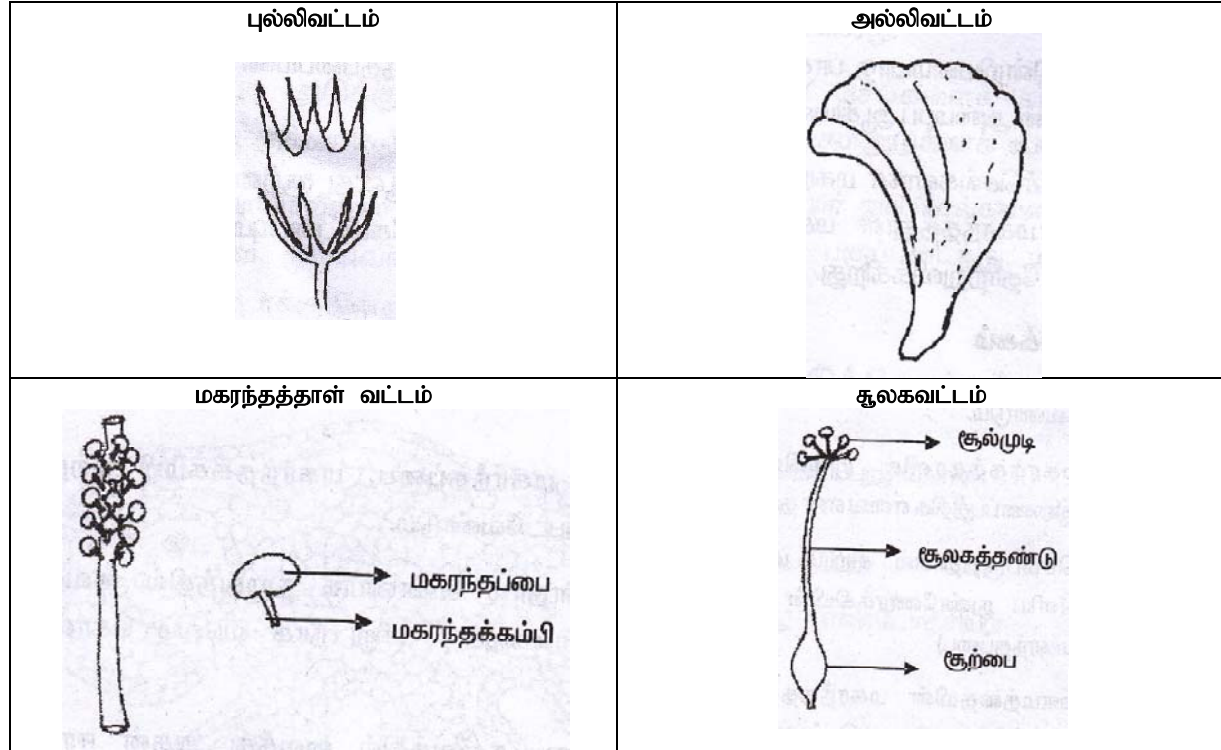 புல்லிவட்டம்
அல்லிவட்டம்
மகரந்தத்தாள் வட்டம்
மகரந்தப்பை
மகரந்தக்கம்பி
சூலகவட்டம்
சூல்முடி
சூலகத்தண்டு
சூற்பை